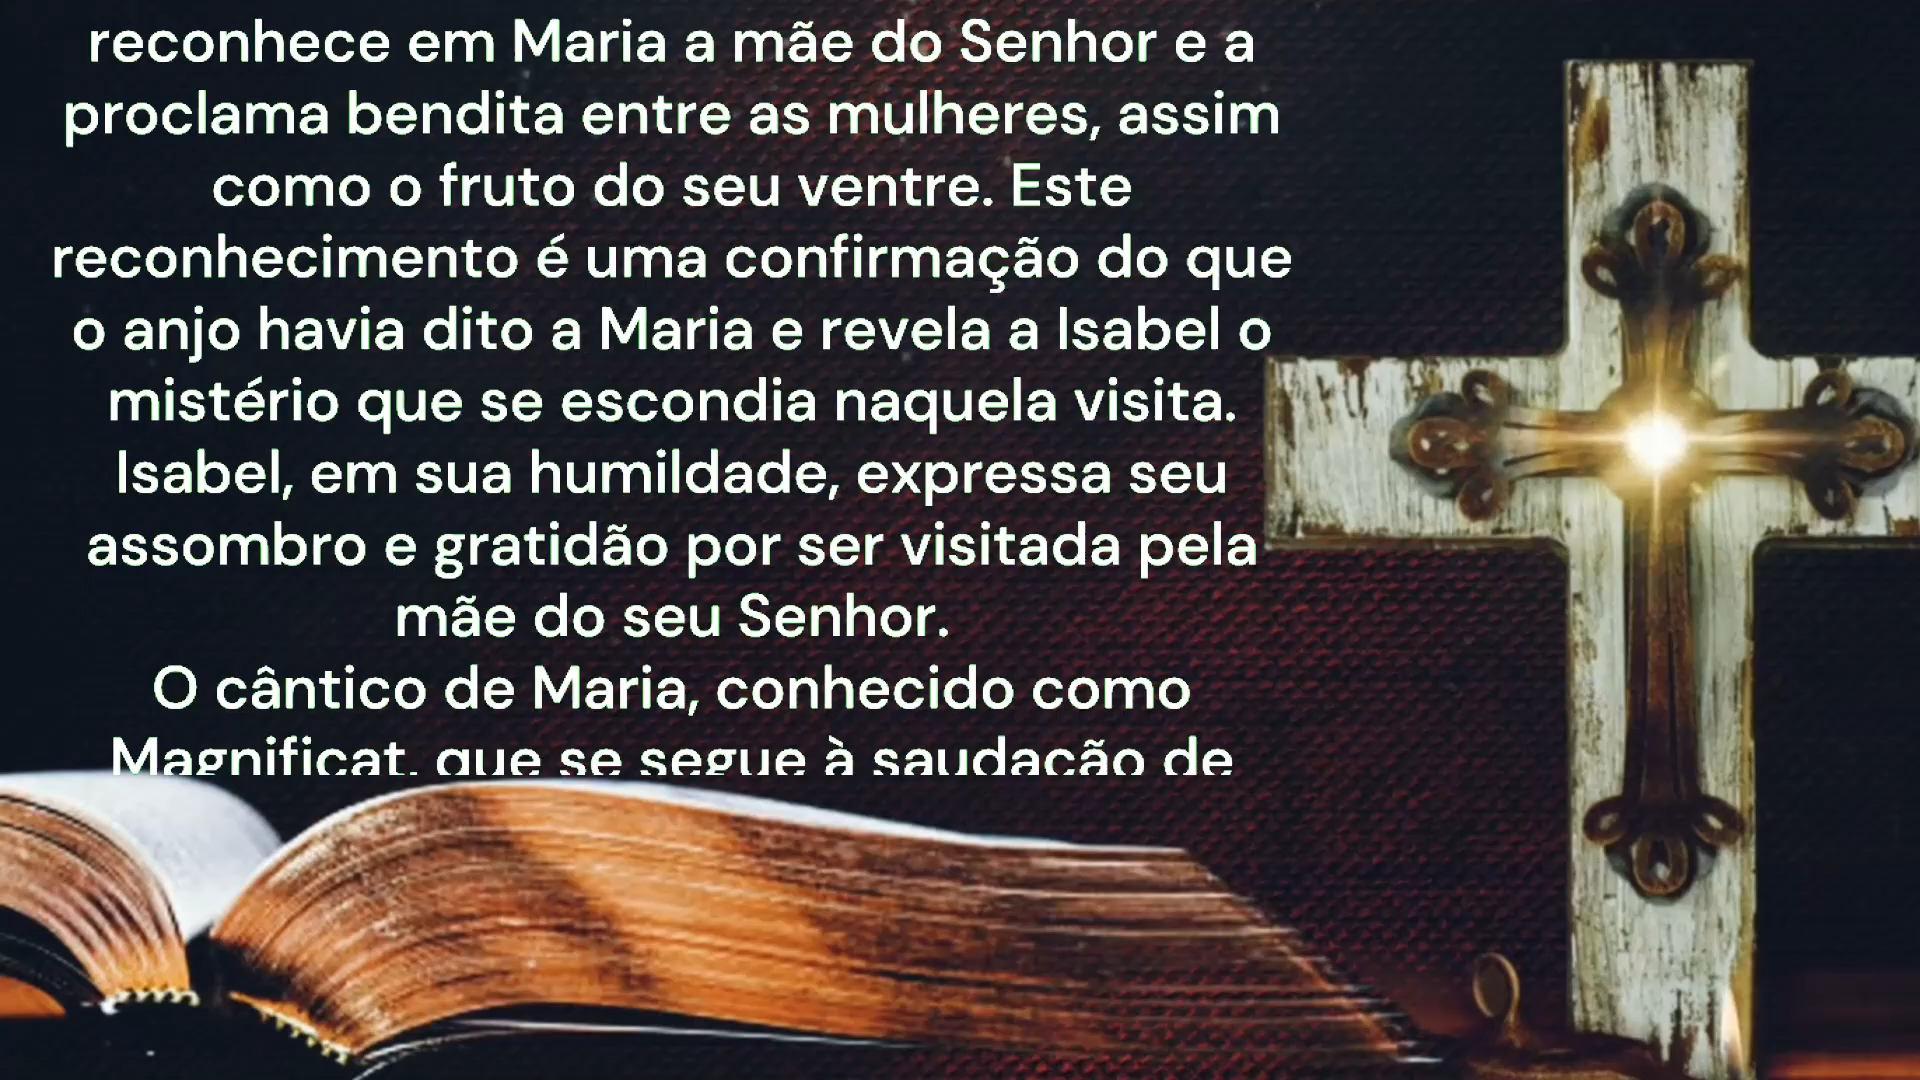 reconhece em Maria a mãe do Senhor e a
proclama bendita entre as mulheres, assim
como o fruto do seu ventre. Este
reconhecimento é uma confirmação do que
o anjo havia dito a Maria e revela a Isabel o
mistério que se escondia naquela visita.
Isabel, em sua humildade, expressa seu
assombro e gratidão por ser visitada pela
mãe do seu Senhor.
O cântico de Maria, conhecido como
Magnificat, que se segue à saudação de